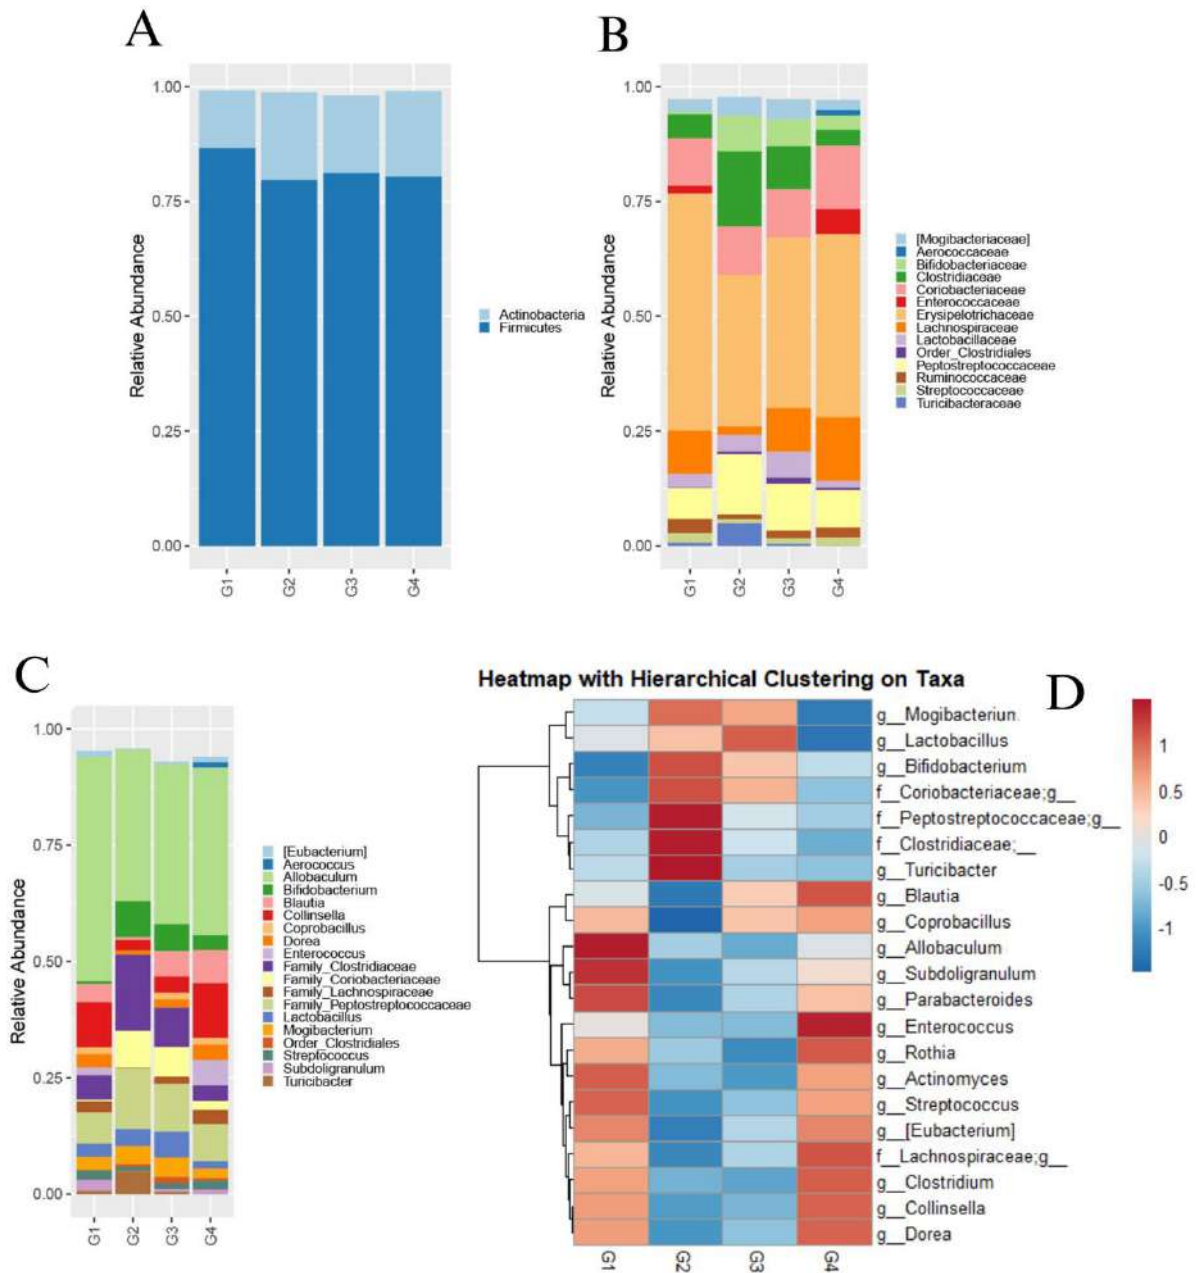 A
Relative Abundance
1.00
0.75
0.50
0.25
0.00
G1
G2
G3
G4
Actinobacteria
Firmicutes
B
Relative Abundance
1.00
0.75
0.50
0.25
0.00
G1
G2
G3
G4
[Mogibacteriaceae]
Aerococcaceae
Bifidobacteriaceae
Clostridiaceae
Coriobacteriaceae
Enterococcaceae
Erysipelotrichaceae
Lachnospiraceae
Lactobacillaceae
Order_Clostridiales
Peptostreptococcaceae
Ruminococcaceae
Streptococcaceae
Turicibacteraceae
C
Relative Abundance
1.00
0.75
0.50
0.25
0.00
G1
G2
G3
G4
[Eubacterium]
Aerococcus
Allobaculum
Bifidobacterium
Blautia
Collinsella
Coprobacillus
Dorea
Enterococcus
Family_Clostridiaceae
Family_Coriobacteriaceae
Family_Lachnospiraceae
Family_Peptostreptococcaceae
Lactobacillus
Mogibacterium
Order_Clostridiales
Streptococcus
Subdoligranulum
Turicibacter
Heatmap with Hierarchical Clustering on Taxa
D
g__Mogibacteriun.
g__Lactobacillus
g__Bifidobacterium
f__Coriobacteriaceae;g__
f__Peptostreptococcaceae;g__
f__Clostridiaceae;__
g__Turicibacter
g__Blautia
g__Coprobacillus
g__Allobaculum
g__Subdoligranulum
g__Parabacteroides
g__Enterococcus
g__Rothia
g__Actinomyces
g__Streptococcus
g__[Eubacterium]
f__Lachnospiraceae;g__
g__Clostridium
g__Collinsella
g__Dorea
G1
G2
G3
G4
1
0.5
0
-0.5
-1